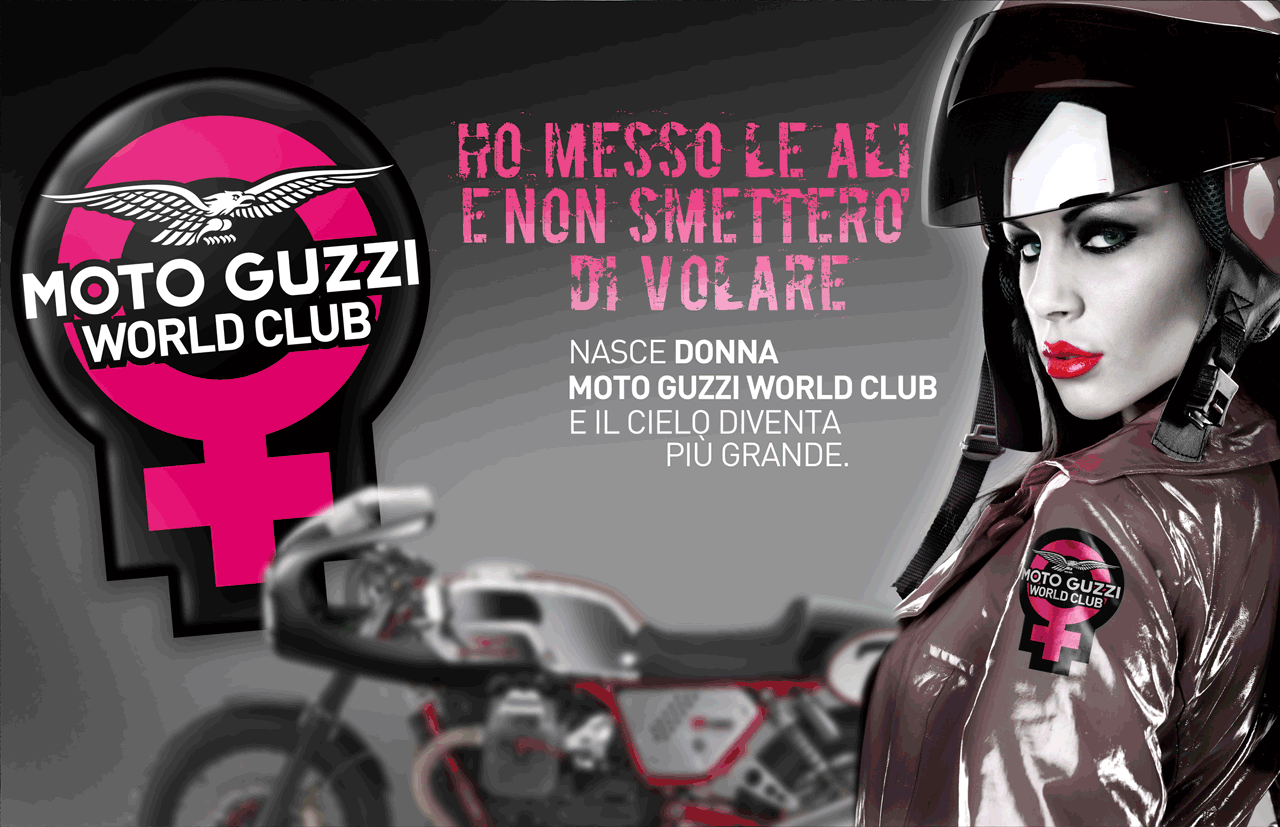 MOTO GUZZI
WORLD CLUB
HO MESSO LE ALI
E NON SMETTERO'
DI VOLARE
NASCE DONNA
MOTO GUZZI WORLD CLUB
E IL CIELO DIVENTA
PIÙ GRANDE.
MOTO GUZZI
WORLD CLUB